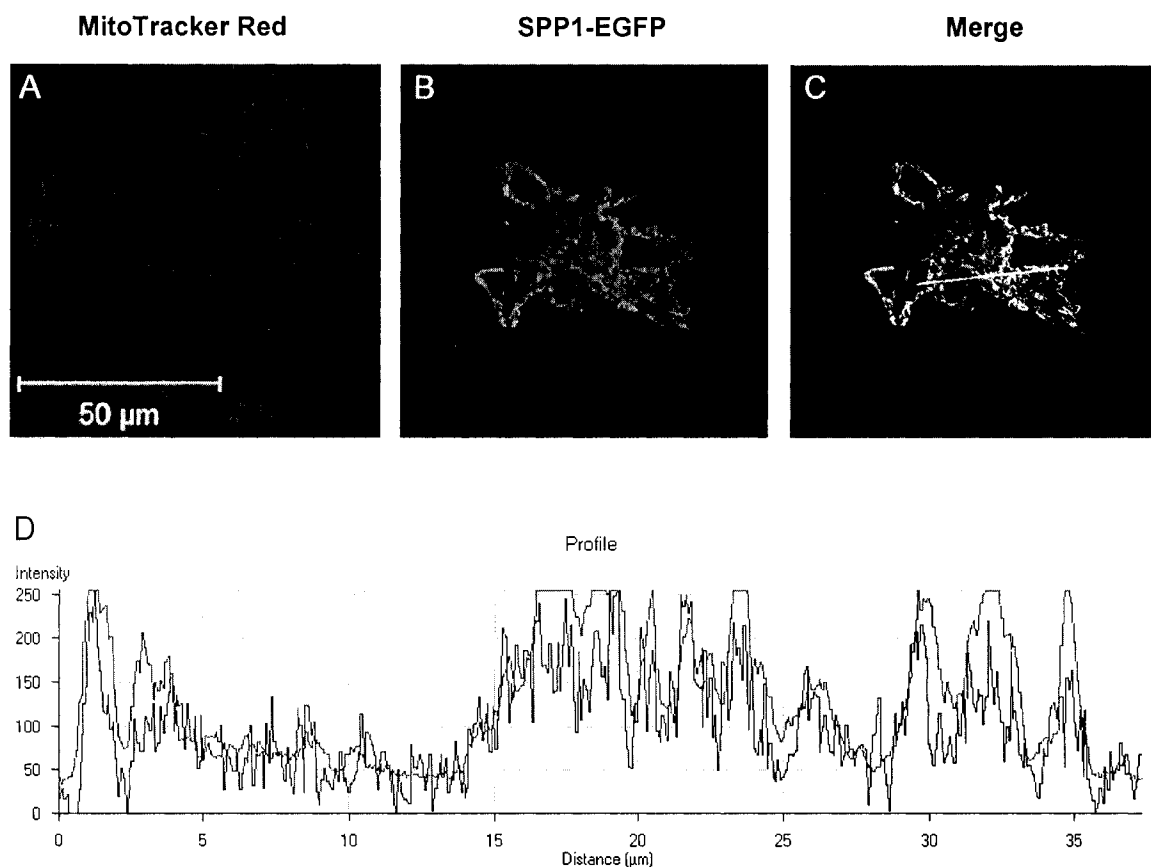 MitoTracker Red SPP1-EGFP Merge
A B C
50 µm
D
Profile
Intensity
250
200
150
100
50
0
0 5 10 15 20 25 30 35
Distance (µm)